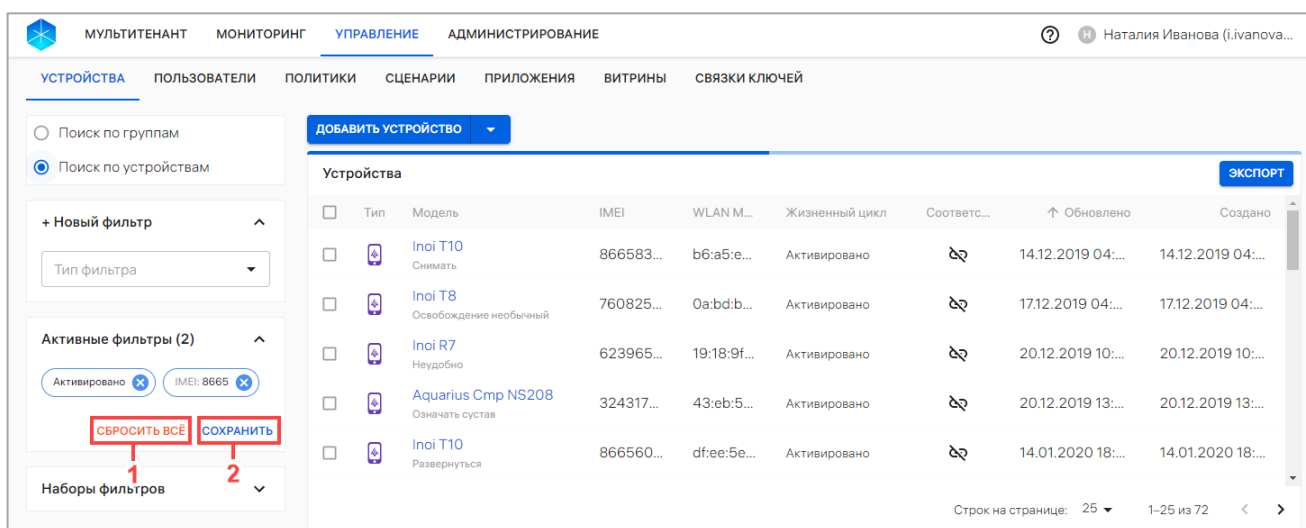 МУЛЬТИТЕНАНТ МОНИТОРИНГ УПРАВЛЕНИЕ АДМИНИСТРИРОВАНИЕ ? Н Наталия Иванова (i.ivanova...
УСТРОЙСТВА ПОЛЬЗОВАТЕЛИ ПОЛИТИКИ СЦЕНАРИИ ПРИЛОЖЕНИЯ ВИТРИНЫ СВЯЗКИ КЛЮЧЕЙ
Поиск по группам
Поиск по устройствам
+ Новый фильтр
Тип фильтра
Активные фильтры (2)
Активировано IMEI: 8665
СБРОСИТЬ ВСЁ СОХРАНИТЬ
1 2
Наборы фильтров
ДОБАВИТЬ УСТРОЙСТВО
Устройства ЭКСПОРТ
Тип Модель IMEI WLAN M... Жизненный цикл Соответс... Обновлено Создано
Inoi T10 866583... b6:a5:e... Активировано 14.12.2019 04:... 14.12.2019 04:...
Снимать
Inoi T8 760825... 0a:bd:b... Активировано 17.12.2019 04:... 17.12.2019 04:...
Освобождение необычный
Inoi R7 623965... 19:18:9f... Активировано 20.12.2019 10:... 20.12.2019 10:...
Неудобно
Aquarius Cmp NS208 324317... 43:eb:5... Активировано 20.12.2019 13:... 20.12.2019 13:...
Означать сустав
Inoi T10 866560... df:ee:5e... Активировано 14.01.2020 18:... 14.01.2020 18:...
Развернуться
Строк на странице: 25 1–25 из 72